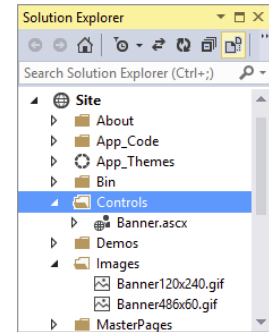 Solution Explorer
Search Solution Explorer (Ctrl+;)
Site
About
App_Code
App_Themes
Bin
Controls
Banner.ascx
Demos
Images
Banner120x240.gif
Banner486x60.gif
MasterPages